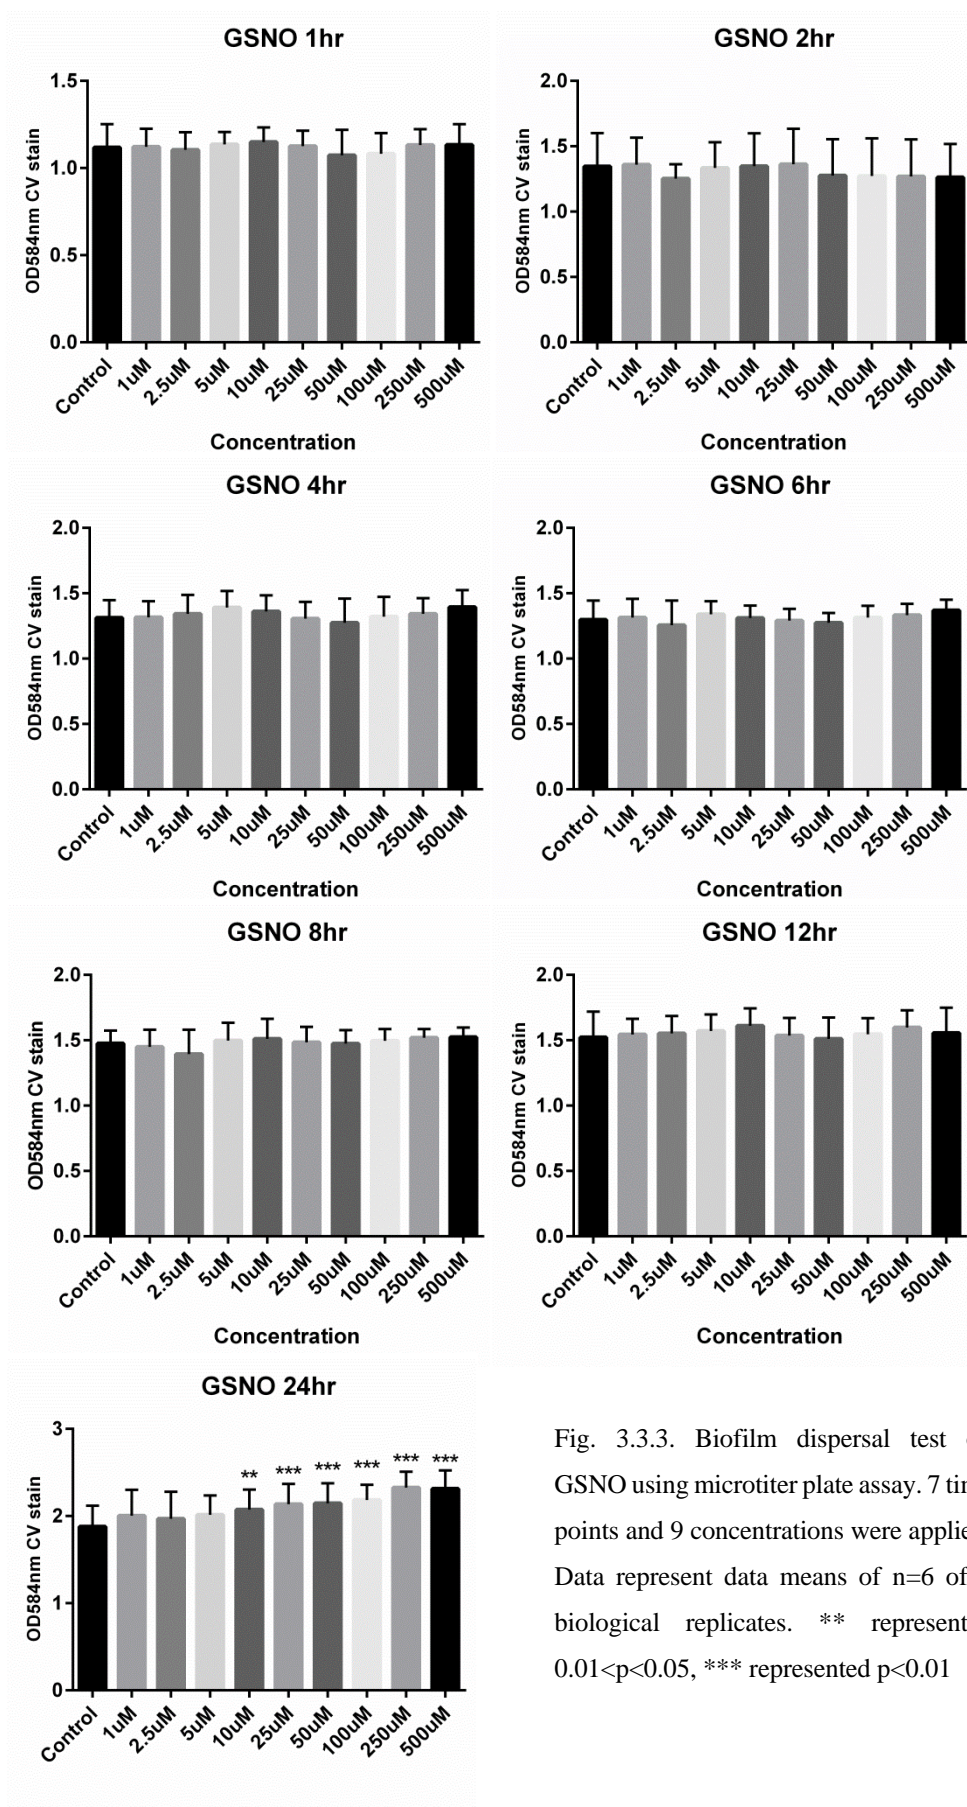 GSNO 1hr
OD584nm CV stain
1.5
1.0
0.5
0.0
Control 1uM 2.5uM 5uM 10uM 25uM 50uM 100uM 250uM 500uM
Concentration
GSNO 2hr
OD584nm CV stain
2.0
1.5
1.0
0.5
0.0
Control 1uM 2.5uM 5uM 10uM 25uM 50uM 100uM 250uM 500uM
Concentration
GSNO 4hr
OD584nm CV stain
2.0
1.5
1.0
0.5
0.0
Control 1uM 2.5uM 5uM 10uM 25uM 50uM 100uM 250uM 500uM
Concentration
GSNO 6hr
OD584nm CV stain
2.0
1.5
1.0
0.5
0.0
Control 1uM 2.5uM 5uM 10uM 25uM 50uM 100uM 250uM 500uM
Concentration
GSNO 8hr
OD584nm CV stain
2.0
1.5
1.0
0.5
0.0
Control 1uM 2.5uM 5uM 10uM 25uM 50uM 100uM 250uM 500uM
Concentration
GSNO 12hr
OD584nm CV stain
2.0
1.5
1.0
0.5
0.0
Control 1uM 2.5uM 5uM 10uM 25uM 50uM 100uM 250uM 500uM
Concentration
GSNO 24hr
OD584nm CV stain
3
2
1
0
** *** *** *** *** ***
Control 1uM 2.5uM 5uM 10uM 25uM 50uM 100uM 250uM 500uM
Fig. 3.3.3. Biofilm dispersal test
GSNO using microtiter plate assay. 7
points and 9 concentrations were
Data represent data means of n=6 of
biological replicates. **
0.01<p<0.05, *** represented p<0.01